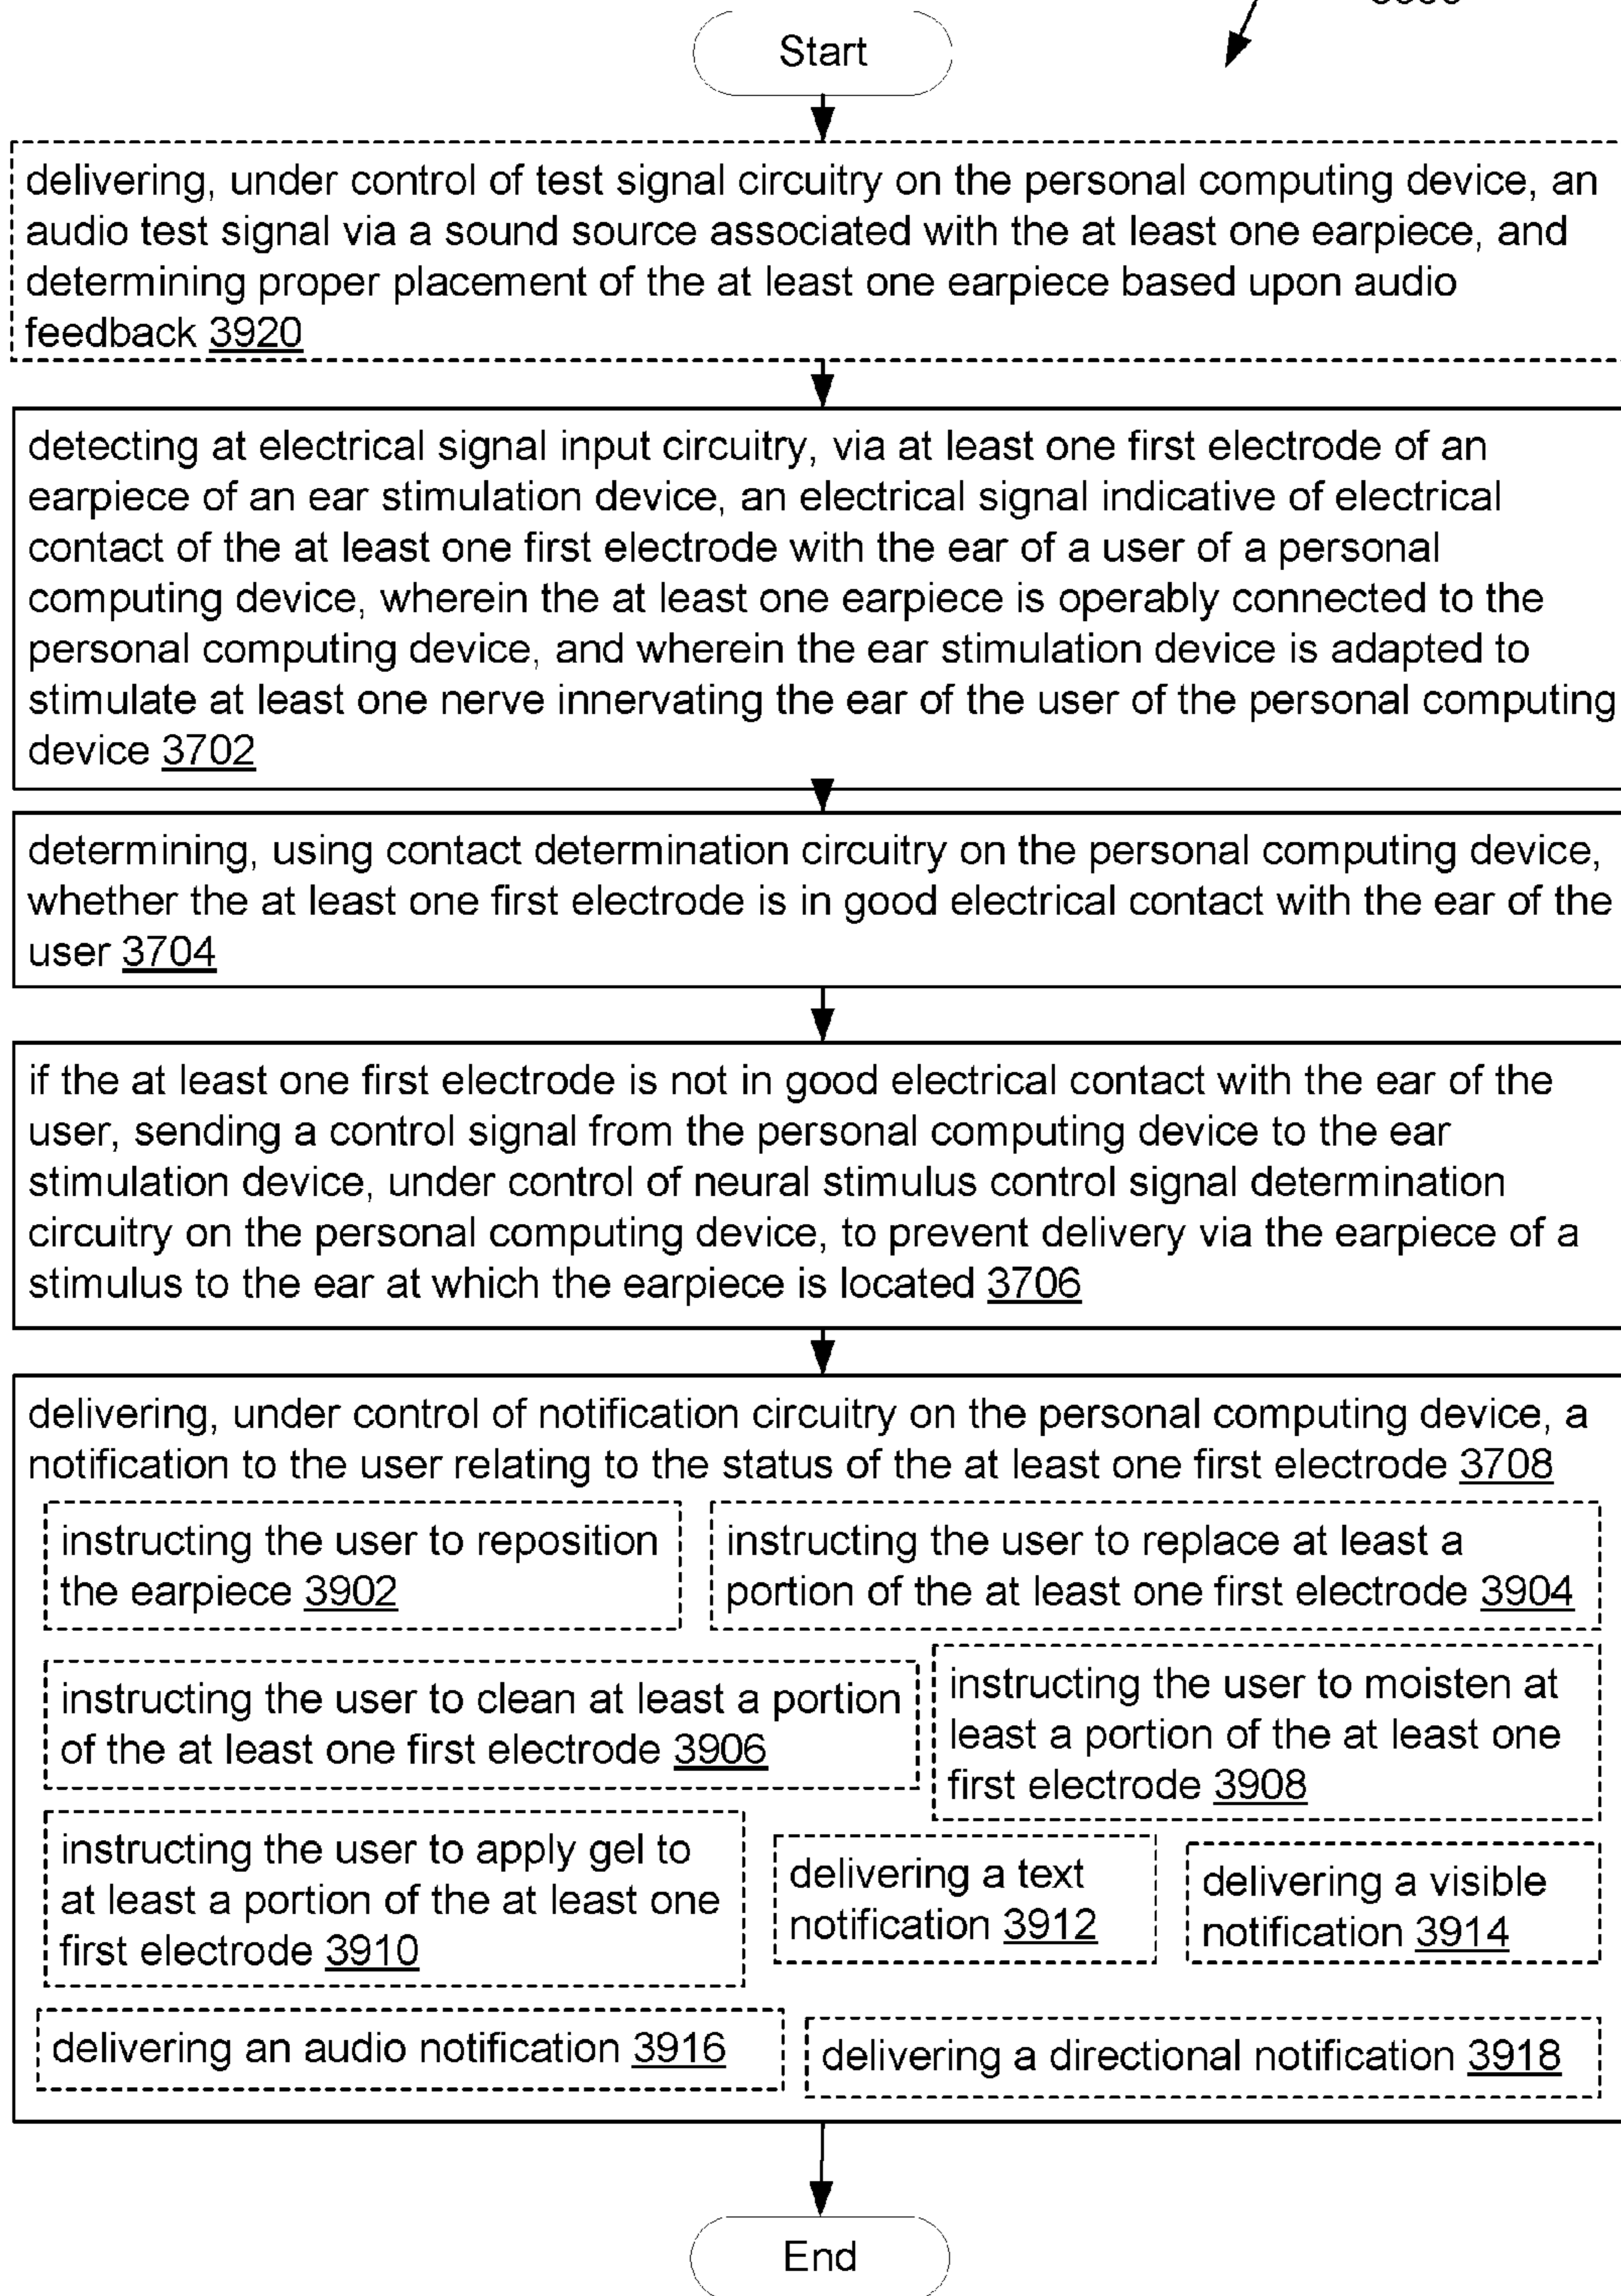 Start
delivering, under control of test signal circuitry on the personal computing device, an
audio test signal via a sound source associated with the at least one earpiece, and
determining proper placement of the at least one earpiece based upon audio
feedback 3920
detecting at electrical signal input circuitry, via at least one first electrode of an
earpiece of an ear stimulation device, an electrical signal indicative of electrical
contact of the at least one first electrode with the ear of a user of a personal
computing device, wherein the at least one earpiece is operably connected to the
personal computing device, and wherein the ear stimulation device is adapted to
stimulate at least one nerve innervating the ear of the user of the personal computing
device 3702
determining, using contact determination circuitry on the personal computing device,
whether the at least one first electrode is in good electrical contact with the ear of the
user 3704
if the at least one first electrode is not in good electrical contact with the ear of the
user, sending a control signal from the personal computing device to the ear
stimulation device, under control of neural stimulus control signal determination
circuitry on the personal computing device, to prevent delivery via the earpiece of a
stimulus to the ear at which the earpiece is located 3706
delivering, under control of notification circuitry on the personal computing device, a
notification to the user relating to the status of the at least one first electrode 3708
instructing the user to reposition
the earpiece 3902
instructing the user to replace at least a
portion of the at least one first electrode 3904
instructing the user to clean at least a portion
of the at least one first electrode 3906
instructing the user to moisten at
least a portion of the at least one
first electrode 3908
instructing the user to apply gel to
at least a portion of the at least one
first electrode 3910
delivering a text
notification 3912
delivering a visible
notification 3914
delivering an audio notification 3916
delivering a directional notification 3918
End